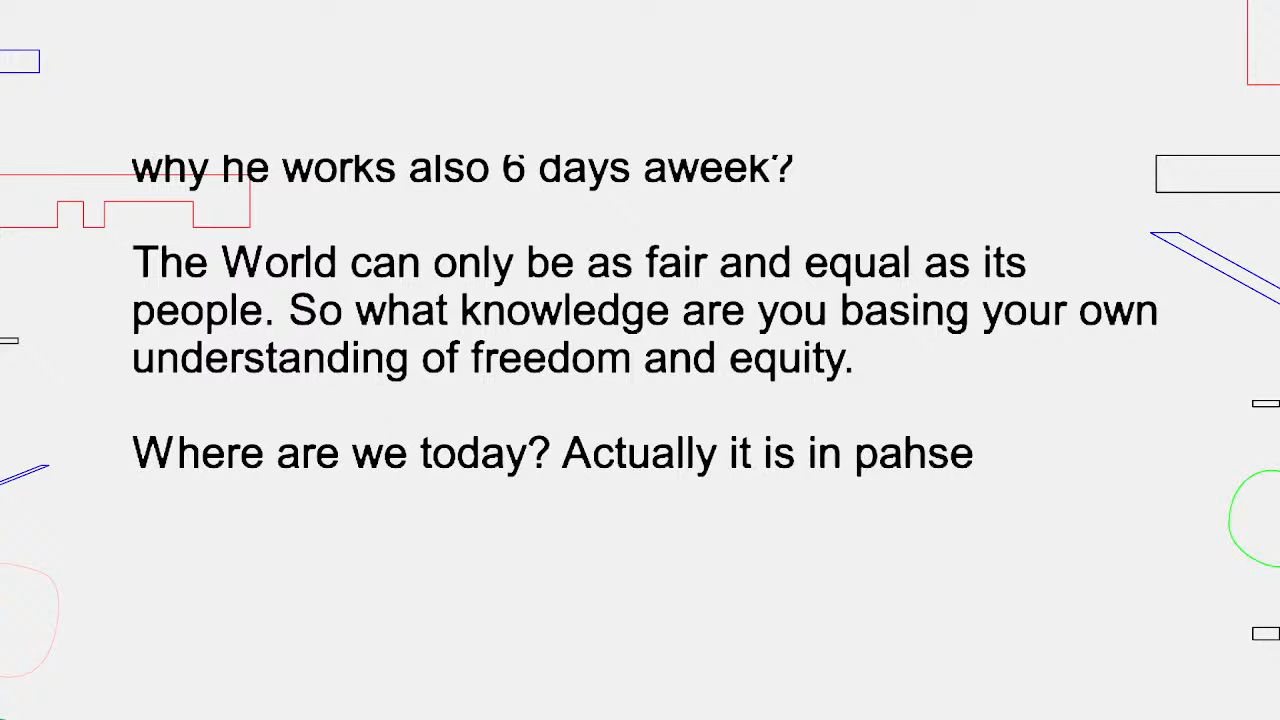 why he works also 6 days aweek?
The World can only be as fair and equal as its
people. So what knowledge are you basing your own
understanding of freedom and equity.
Where are we today? Actually it is in pahse